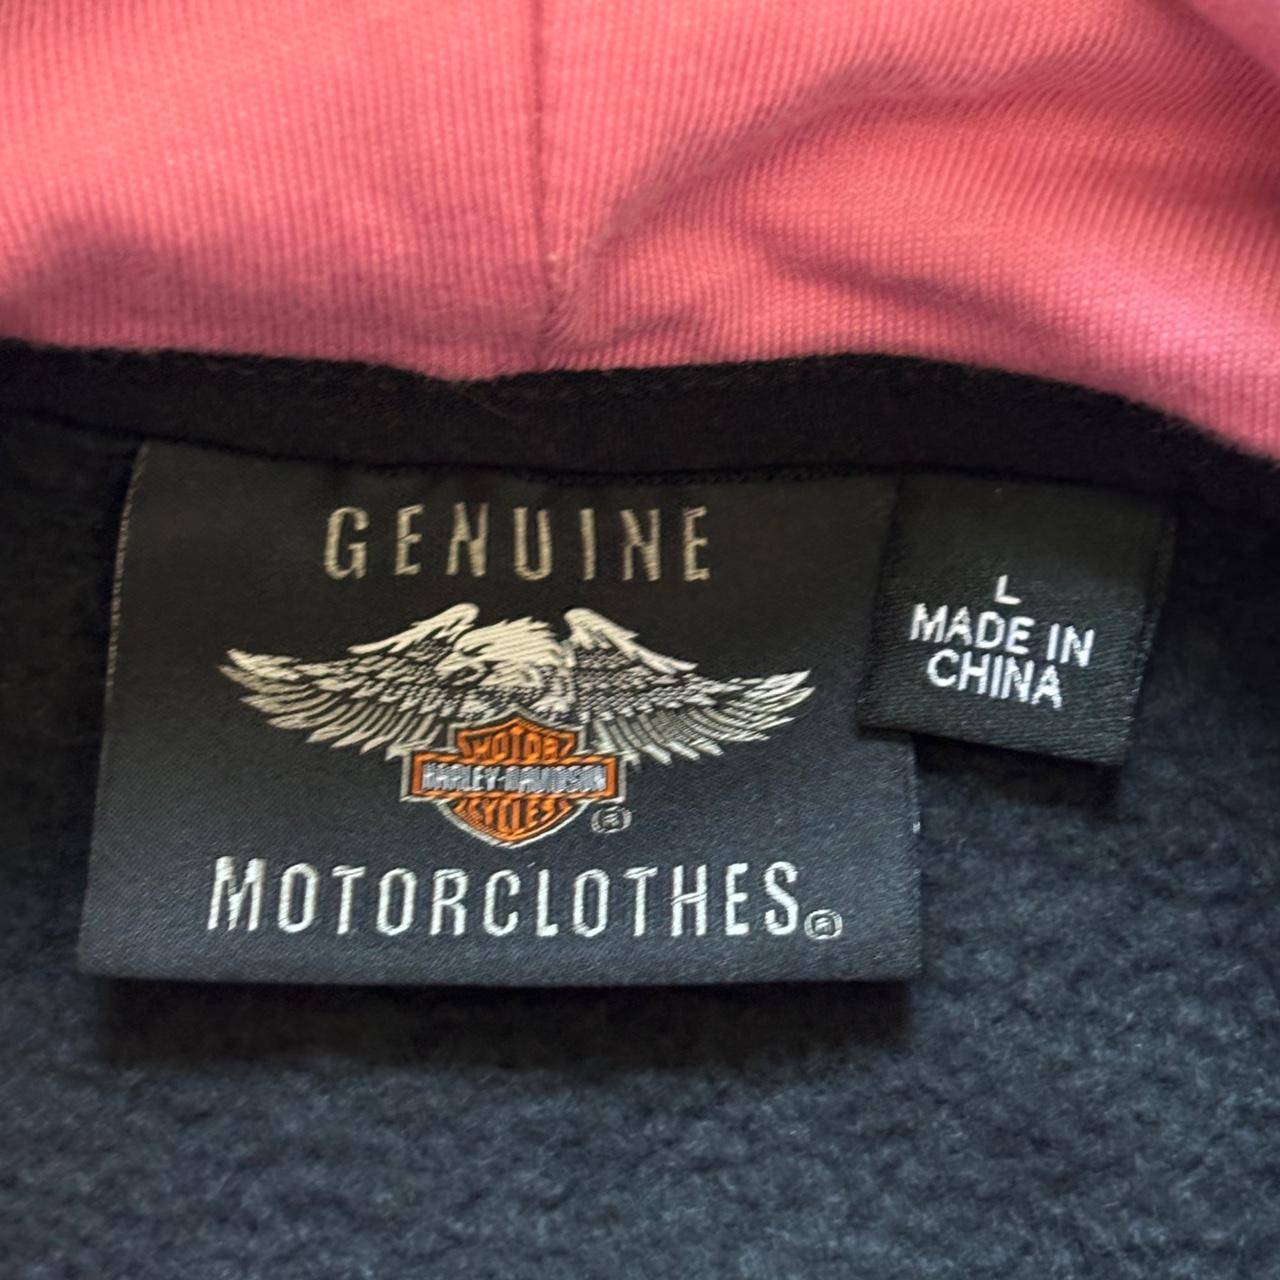 GENUINE
MOTOR
HARLEY-DAVIDSON
CYCLES
®
MOTORCLOTHES®
L
MADE IN
CHINA